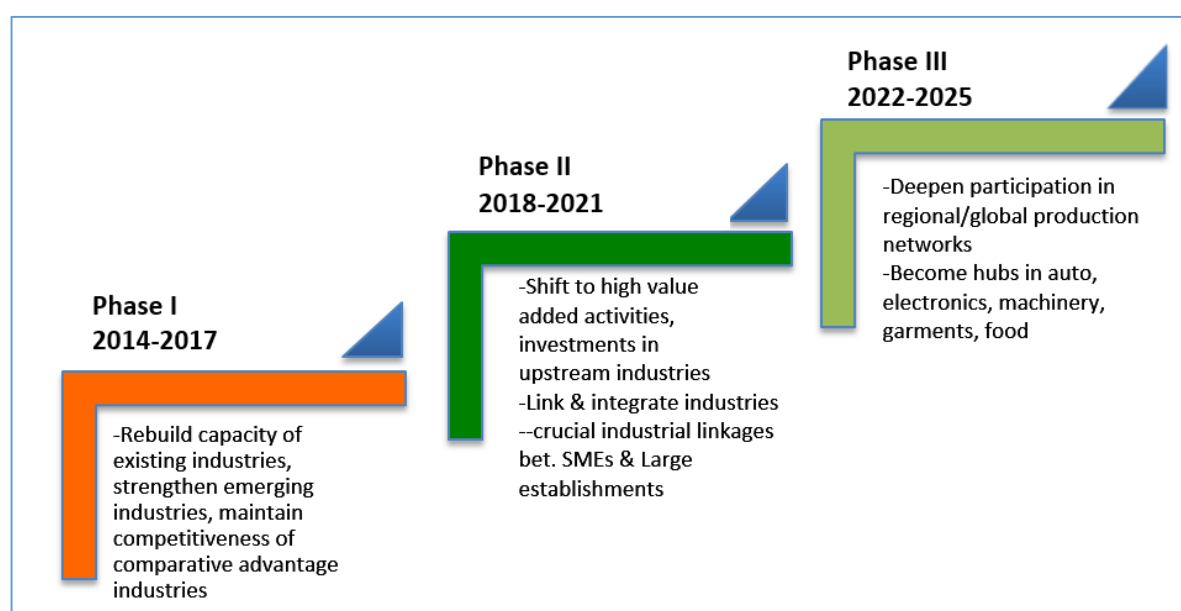 Phase I
2014-2017
-Rebuild capacity of
existing industries,
strengthen emerging
industries, maintain
competitiveness of
comparative advantage
industries
Phase II
2018-2021
-Shift to high value
added activities,
investments in
upstream industries
-Link & integrate industries
--crucial industrial linkages
bet. SMEs & Large
establishments
Phase III
2022-2025
-Deepen participation in
regional/global production
networks
-Become hubs in auto,
electronics, machinery,
garments, food